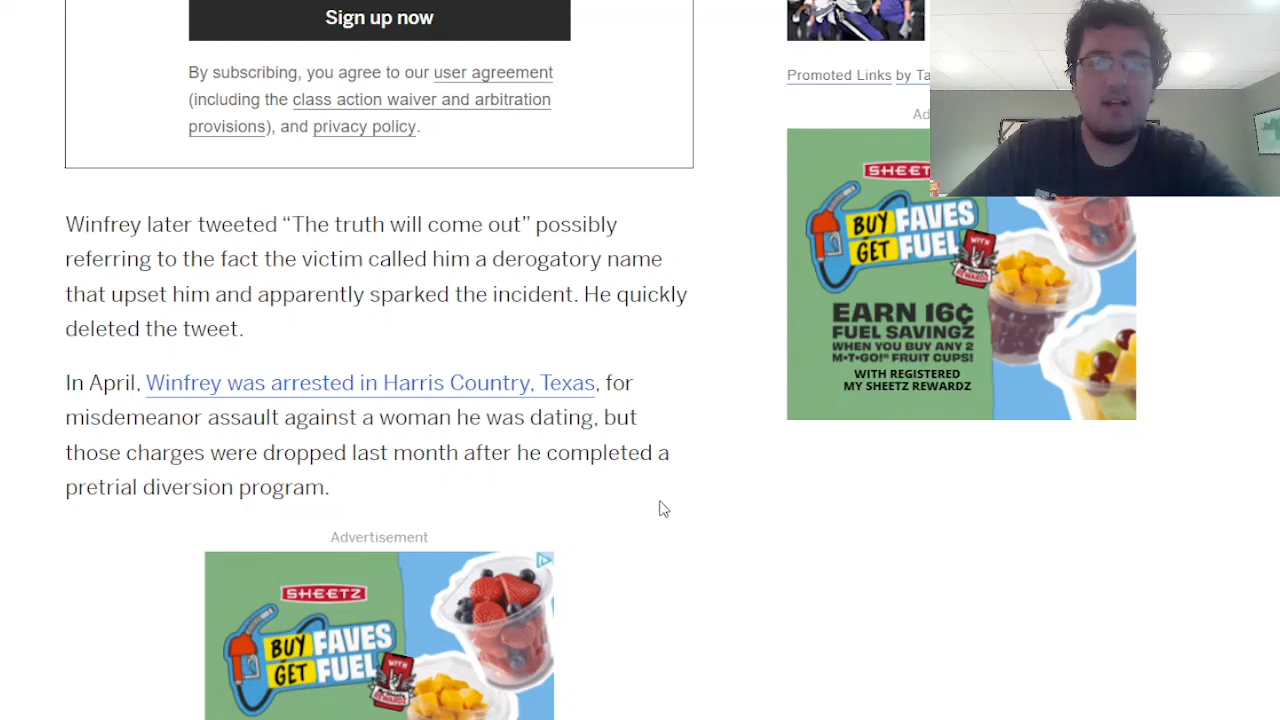 Sign up now
By subscribing, you agree to our user agreement
(including the class action waiver and arbitration
provisions), and privacy policy.
Winfrey later tweeted “The truth will come out” possibly
referring to the fact the victim called him a derogatory name
that upset him and apparently sparked the incident. He quickly
deleted the tweet.
In April, Winfrey was arrested in Harris Country, Texas, for
misdemeanor assault against a woman he was dating, but
those charges were dropped last month after he completed a
pretrial diversion program.
Advertisement
SHEETZ
BUY FAVES
GET FUEL
WITH
Promoted Links by Ta
Ad
SHEET
BUY FAVES
GET FUEL
WITH
EARN 16¢
FUEL SAVINGZ
WHEN YOU BUY ANY 2
M•T•GO!® FRUIT CUPS!
WITH REGISTERED
MY SHEETZ REWARDZ